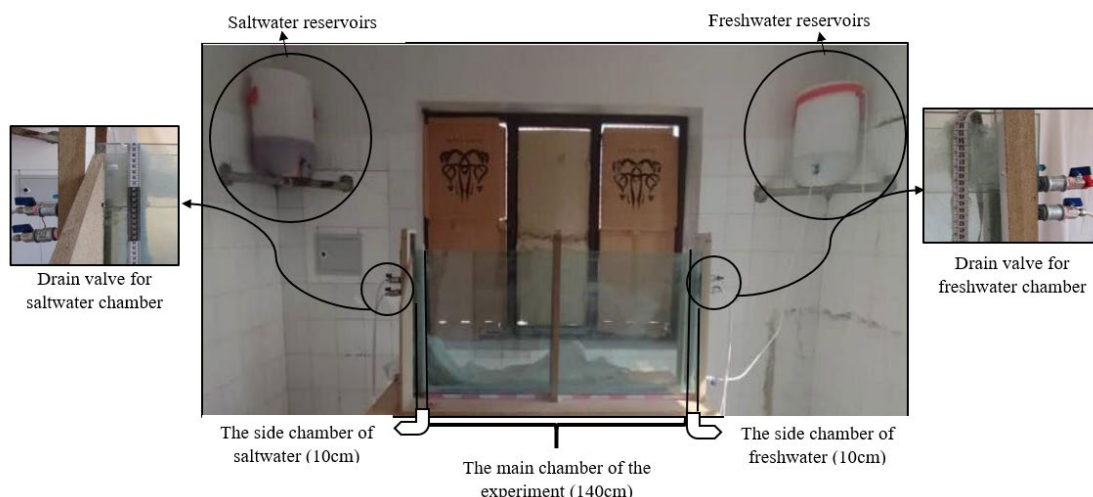 Saltwater reservoirs
Freshwater reservoirs
Drain valve for
saltwater chamber
Drain valve for
freshwater chamber
The side chamber of
saltwater (10cm)
The main chamber of the
experiment (140cm)
The side chamber of
freshwater (10cm)